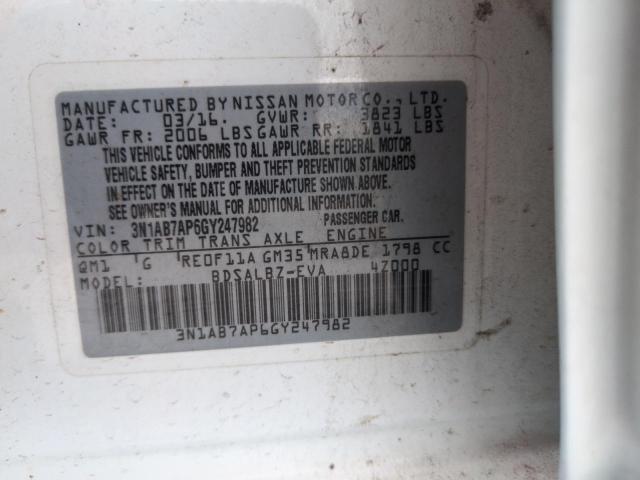 MANUFACTURED BY NISSAN MOTOR CO., LTD.
DATE: 03/16. GVWR: 3823 LBS
GAWR FR: 2006 LBS GAWR RR: 1841 LBS
THIS VEHICLE CONFORMS TO ALL APPLICABLE FEDERAL MOTOR
VEHICLE SAFETY, BUMPER AND THEFT PREVENTION STANDARDS
IN EFFECT ON THE DATE OF MANUFACTURE SHOWN ABOVE.
SEE OWNER'S MANUAL FOR ADDITIONAL INFORMATION.
VIN: 3N1AB7AP6GY247982 PASSENGER CAR.
COLOR TRIM TRANS AXLE ENGINE
QM1 G RE0F11A GM35 MRA8DE 1798 CC
MODEL: BDSALBZ-EVA 4Z000
3N1AB7AP6GY247982